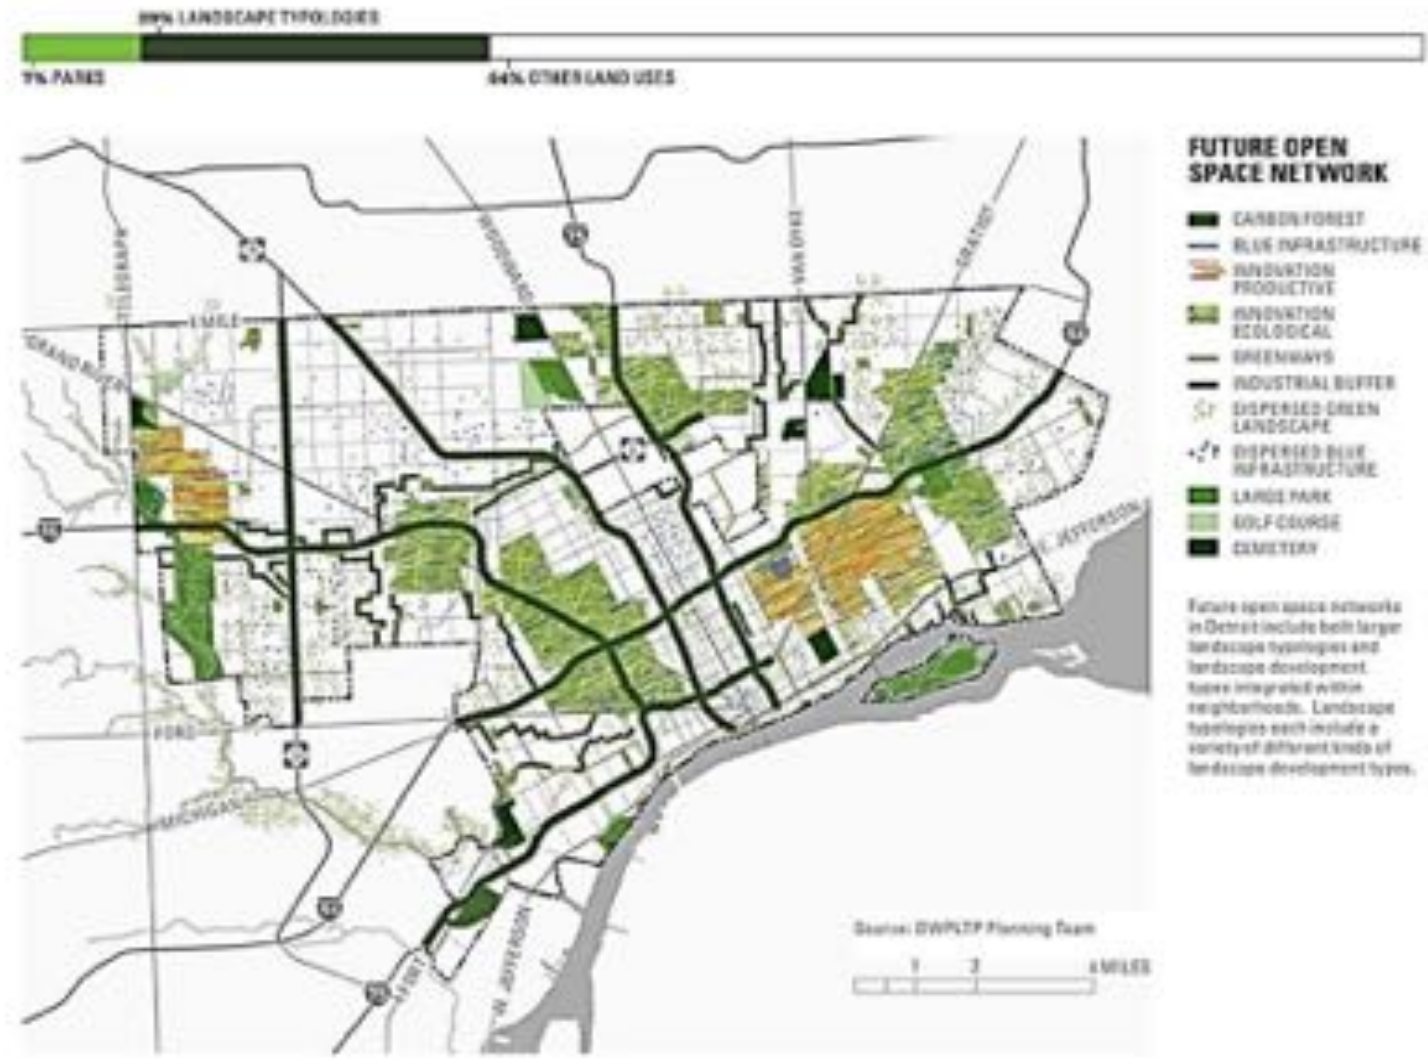 LANDSCAPE TYPOLOGIES
PARKS
OTHER LAND USES
FUTURE OPEN
SPACE NETWORK
CARBON FOREST
BLUE INFRASTRUCTURE
INNOVATION
PRODUCTIVE
INNOVATION
ECOLOGICAL
GREENWAYS
INDUSTRIAL BUFFER
DISPERSED GREEN
LANDSCAPE
DISPERSED BLUE
INFRASTRUCTURE
LARGE PARK
GOLF COURSE
CEMETERY
Future open space networks
in Detroit include both larger
landscape typologies and
landscape development
types integrated within
neighborhoods. Landscape
typologies each include a
variety of different kinds of
landscape development types.
TELEGRAPH
WOODWARD
VAN DYKE
GRATIOT
8 MILE
GRAND RIVER
E. JEFFERSON
FORD
MICHIGAN
FORT
W. JEFFERSON
Source: DWPLTP Planning Team
1 2 4 MILES